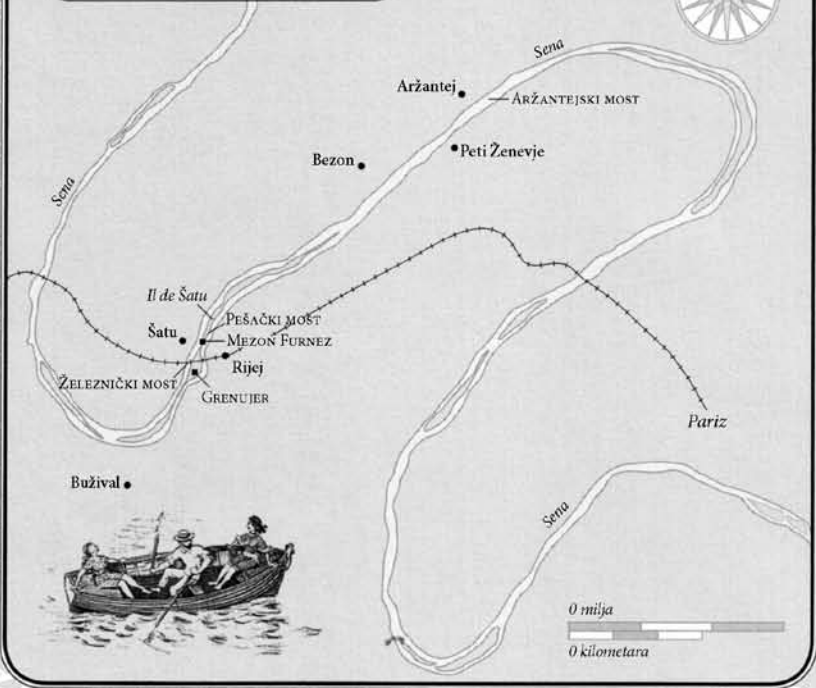 Sena
Aržantej
ARŽANTEJSKI MOST
Bezon
Peti Ženevje
Sena
Il de Šatu
PEŠAČKI MOST
Šatu
MEZON FURNEZ
Rijej
ŽELEZNIČKI MOST
GRENUJER
Pariz
Bužival
Sena
0 milja
0 kilometara